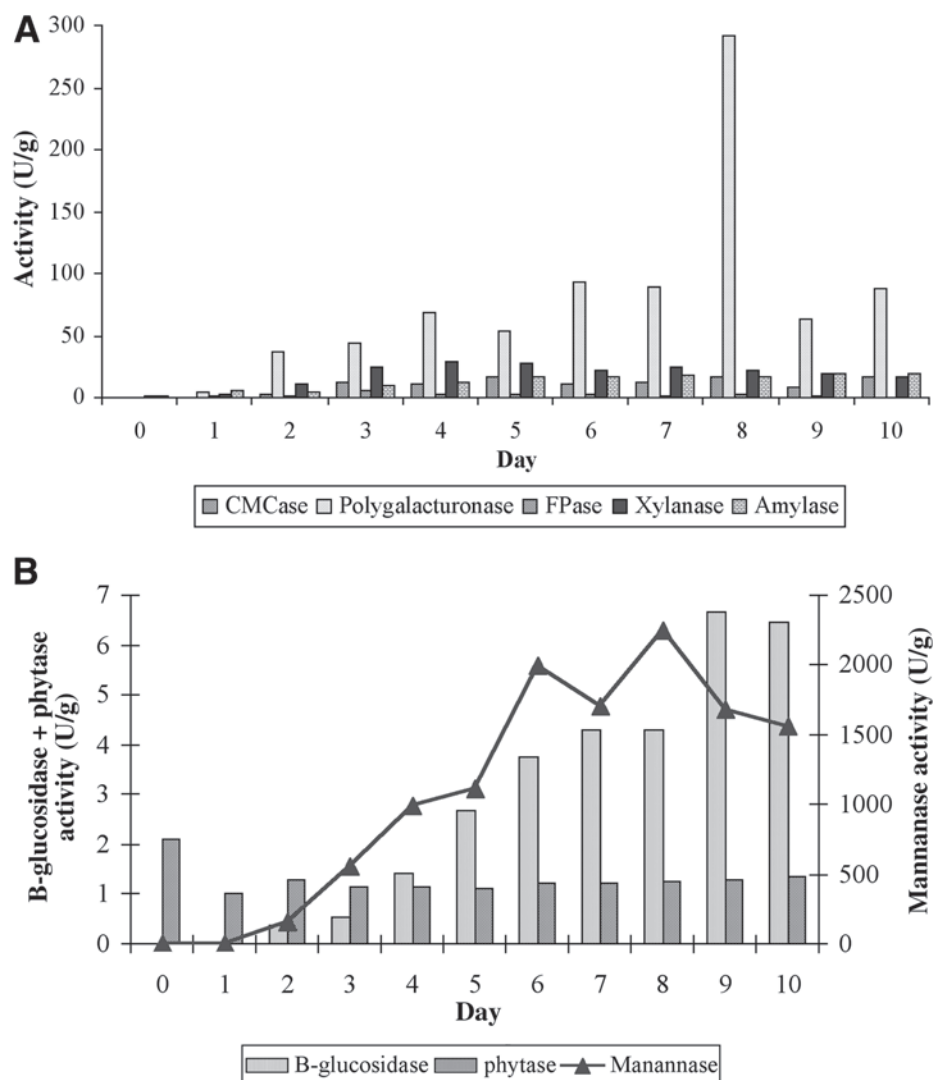 A
Activity (U/g)
300
250
200
150
100
50
0
0 1 2 3 4 5 6 7 8 9 10
Day
CMCase Polygalacturonase FPase Xylanase Amylase
B
B-glucosidase + phytase
activity (U/g)
7
6
5
4
3
2
1
0
2500
2000
1500
1000
500
0
Mannanase activity (U/g)
0 1 2 3 4 5 6 7 8 9 10
Day
B-glucosidase phytase Manannase